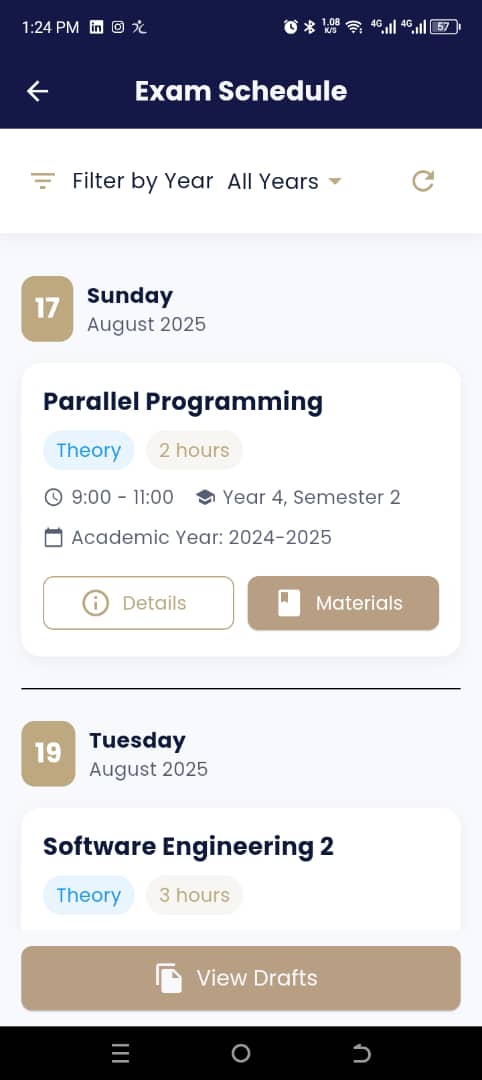 1:24 PM 1.08 K/S 4G 4G 57
Exam Schedule
Filter by Year All Years
17 Sunday
August 2025
Parallel Programming
Theory 2 hours
9:00 - 11:00 Year 4, Semester 2
Academic Year: 2024-2025
Details Materials
19 Tuesday
August 2025
Software Engineering 2
Theory 3 hours
View Drafts